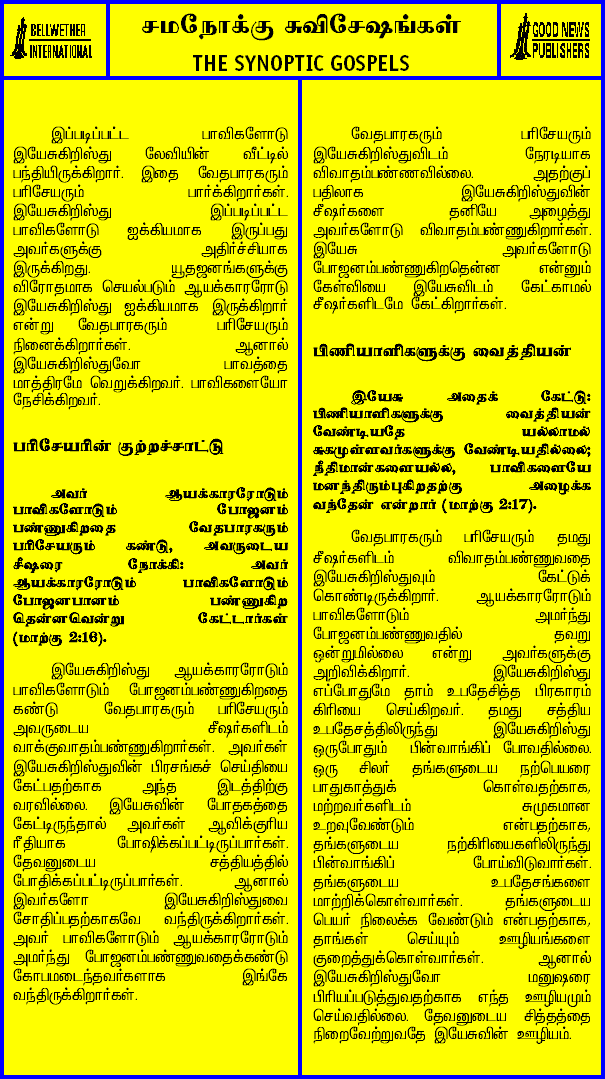 BELLWETHER
INTERNATIONAL
சமநோக்கு சுவிசேஷங்கள்
THE SYNOPTIC GOSPELS
GOOD NEWS
PUBLISHERS
இப்படிப்பட்ட பாவிகளோடு
இயேசுகிறிஸ்து லேவியின் வீட்டில்
பந்தியிருக்கிறார். இதை வேதபாரகரும்
பரிசேயரும் பார்க்கிறார்கள்.
இயேசுகிறிஸ்து இப்படிப்பட்ட
பாவிகளோடு ஐக்கியமாக இருப்பது
அவர்களுக்கு அதிர்ச்சியாக
இருக்கிறது. யூதஜனங்களுக்கு
விரோதமாக செயல்படும் ஆயக்காரரோடு
இயேசுகிறிஸ்து ஐக்கியமாக இருக்கிறார்
என்று வேதபாரகரும் பரிசேயரும்
நினைக்கிறார்கள். ஆனால்
இயேசுகிறிஸ்துவோ பாவத்தை
மாத்திரமே வெறுக்கிறவர். பாவிகளையோ
நேசிக்கிறவர்.
பரிசேயரின் குற்றச்சாட்டு
அவர் ஆயக்காரரோடும்
பாவிகளோடும் போஜனம்
பண்ணுகிறதை வேதபாரகரும்
பரிசேயரும் கண்டு, அவருடைய
சீஷரை நோக்கி: அவர்
ஆயக்காரரோடும் பாவிகளோடும்
போஜனபானம் பண்ணுகிற
தென்னவென்று கேட்டார்கள்
(மாற்கு 2:16).
இயேசுகிறிஸ்து ஆயக்காரரோடும்
பாவிகளோடும் போஜனம்பண்ணுகிறதை
கண்டு வேதபாரகரும் பரிசேயரும்
அவருடைய சீஷர்களிடம்
வாக்குவாதம்பண்ணுகிறார்கள். அவர்கள்
இயேசுகிறிஸ்துவின் பிரசங்கச் செய்தியை
கேட்பதற்காக அந்த இடத்திற்கு
வரவில்லை. இயேசுவின் போதகத்தை
கேட்டிருந்தால் அவர்கள் ஆவிக்குரிய
ரீதியாக போஷிக்கப்பட்டிருப்பார்கள்.
தேவனுடைய சத்தியத்தில்
போதிக்கப்பட்டிருப்பார்கள். ஆனால்
இவர்களோ இயேசுகிறிஸ்துவை
சோதிப்பதற்காகவே வந்திருக்கிறார்கள்.
அவர் பாவிகளோடும் ஆயக்காரரோடும்
அமர்ந்து போஜனம்பண்ணுவதைக்கண்டு
கோபமடைந்தவர்களாக இங்கே
வந்திருக்கிறார்கள்.
வேதபாரகரும் பரிசேயரும்
இயேசுகிறிஸ்துவிடம் நேரடியாக
விவாதம்பண்ணவில்லை. அதற்குப்
பதிலாக இயேசுகிறிஸ்துவின்
சீஷர்களை தனியே அழைத்து
அவர்களோடு விவாதம்பண்ணுகிறார்கள்.
இயேசு அவர்களோடு
போஜனம்பண்ணுகிறதென்ன என்னும்
கேள்வியை இயேசுவிடம் கேட்காமல்
சீஷர்களிடமே கேட்கிறார்கள்.
பிணியாளிகளுக்கு வைத்தியன்
இயேசு அதைக் கேட்டு:
பிணியாளிகளுக்கு வைத்தியன்
வேண்டியதே யல்லாமல்
சுகமுள்ளவர்களுக்கு வேண்டியதில்லை;
நீதிமான்களையல்ல, பாவிகளையே
மனந்திரும்புகிறதற்கு அழைக்க
வந்தேன் என்றார் (மாற்கு 2:17).
வேதபாரகரும் பரிசேயரும் தமது
சீஷர்களிடம் விவாதம்பண்ணுவதை
இயேசுகிறிஸ்துவும் கேட்டுக்
கொண்டிருக்கிறார். ஆயக்காரரோடும்
பாவிகளோடும் அமர்ந்து
போஜனம்பண்ணுவதில் தவறு
ஒன்றுமில்லை என்று அவர்களுக்கு
அறிவிக்கிறார். இயேசுகிறிஸ்து
எப்போதுமே தாம் உபதேசித்த பிரகாரம்
கிரியை செய்கிறவர். தமது சத்திய
உபதேசத்திலிருந்து இயேசுகிறிஸ்து
ஒருபோதும் பின்வாங்கிப் போவதில்லை.
ஒரு சிலர் தங்களுடைய நற்பெயரை
பாதுகாத்துக் கொள்வதற்காக,
மற்றவர்களிடம் சுமுகமான
உறவுவேண்டும் என்பதற்காக,
தங்களுடைய நற்கிரியைகளிலிருந்து
பின்வாங்கிப் போய்விடுவார்கள்.
தங்களுடைய உபதேசங்களை
மாற்றிக்கொள்வார்கள். தங்களுடைய
பெயர் நிலைக்க வேண்டும் என்பதற்காக,
தாங்கள் செய்யும் ஊழியங்களை
குறைத்துக்கொள்வார்கள். ஆனால்
இயேசுகிறிஸ்துவோ மனுஷரை
பிரியப்படுத்துவதற்காக எந்த ஊழியமும்
செய்வதில்லை. தேவனுடைய சித்தத்தை
நிறைவேற்றுவதே இயேசுவின் ஊழியம்.